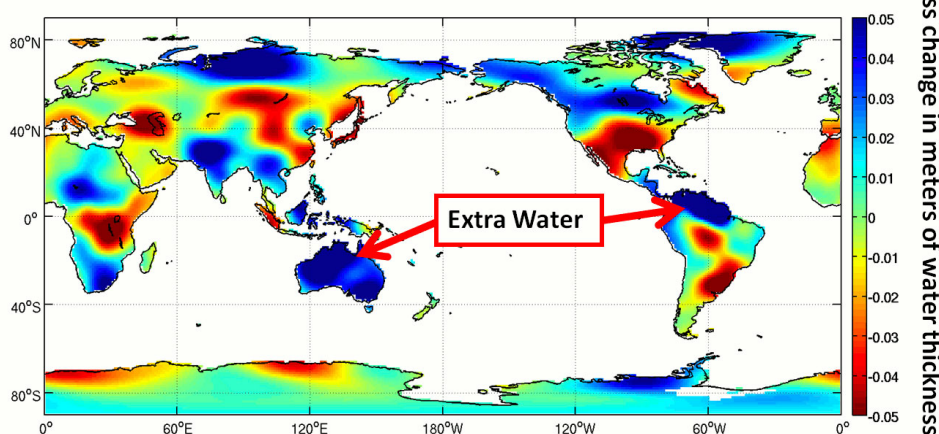 80°N
40°N
0°
40°S
80°S
0°
60°E
120°E
180°W
120°W
60°W
0°
Extra Water
0.05
0.04
0.03
0.02
0.01
0
-0.01
-0.02
-0.03
-0.04
-0.05
ss change in meters of water thickness